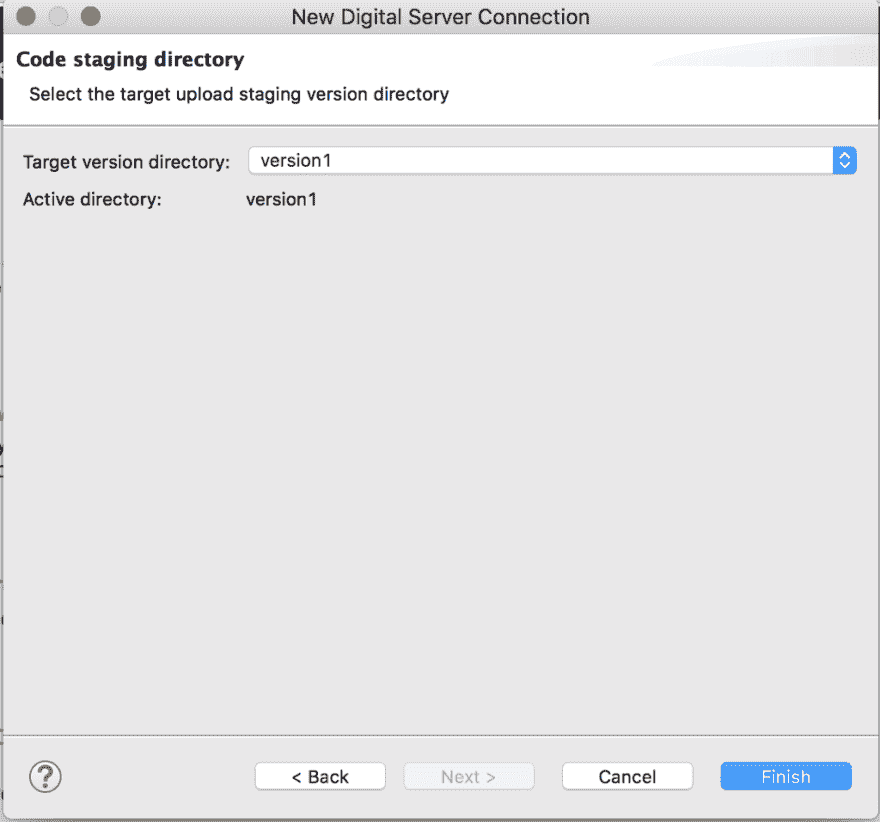 New Digital Server Connection
Code staging directory
Select the target upload staging version directory
Target version directory: version1
Active directory: version1
? < Back Next > Cancel Finish